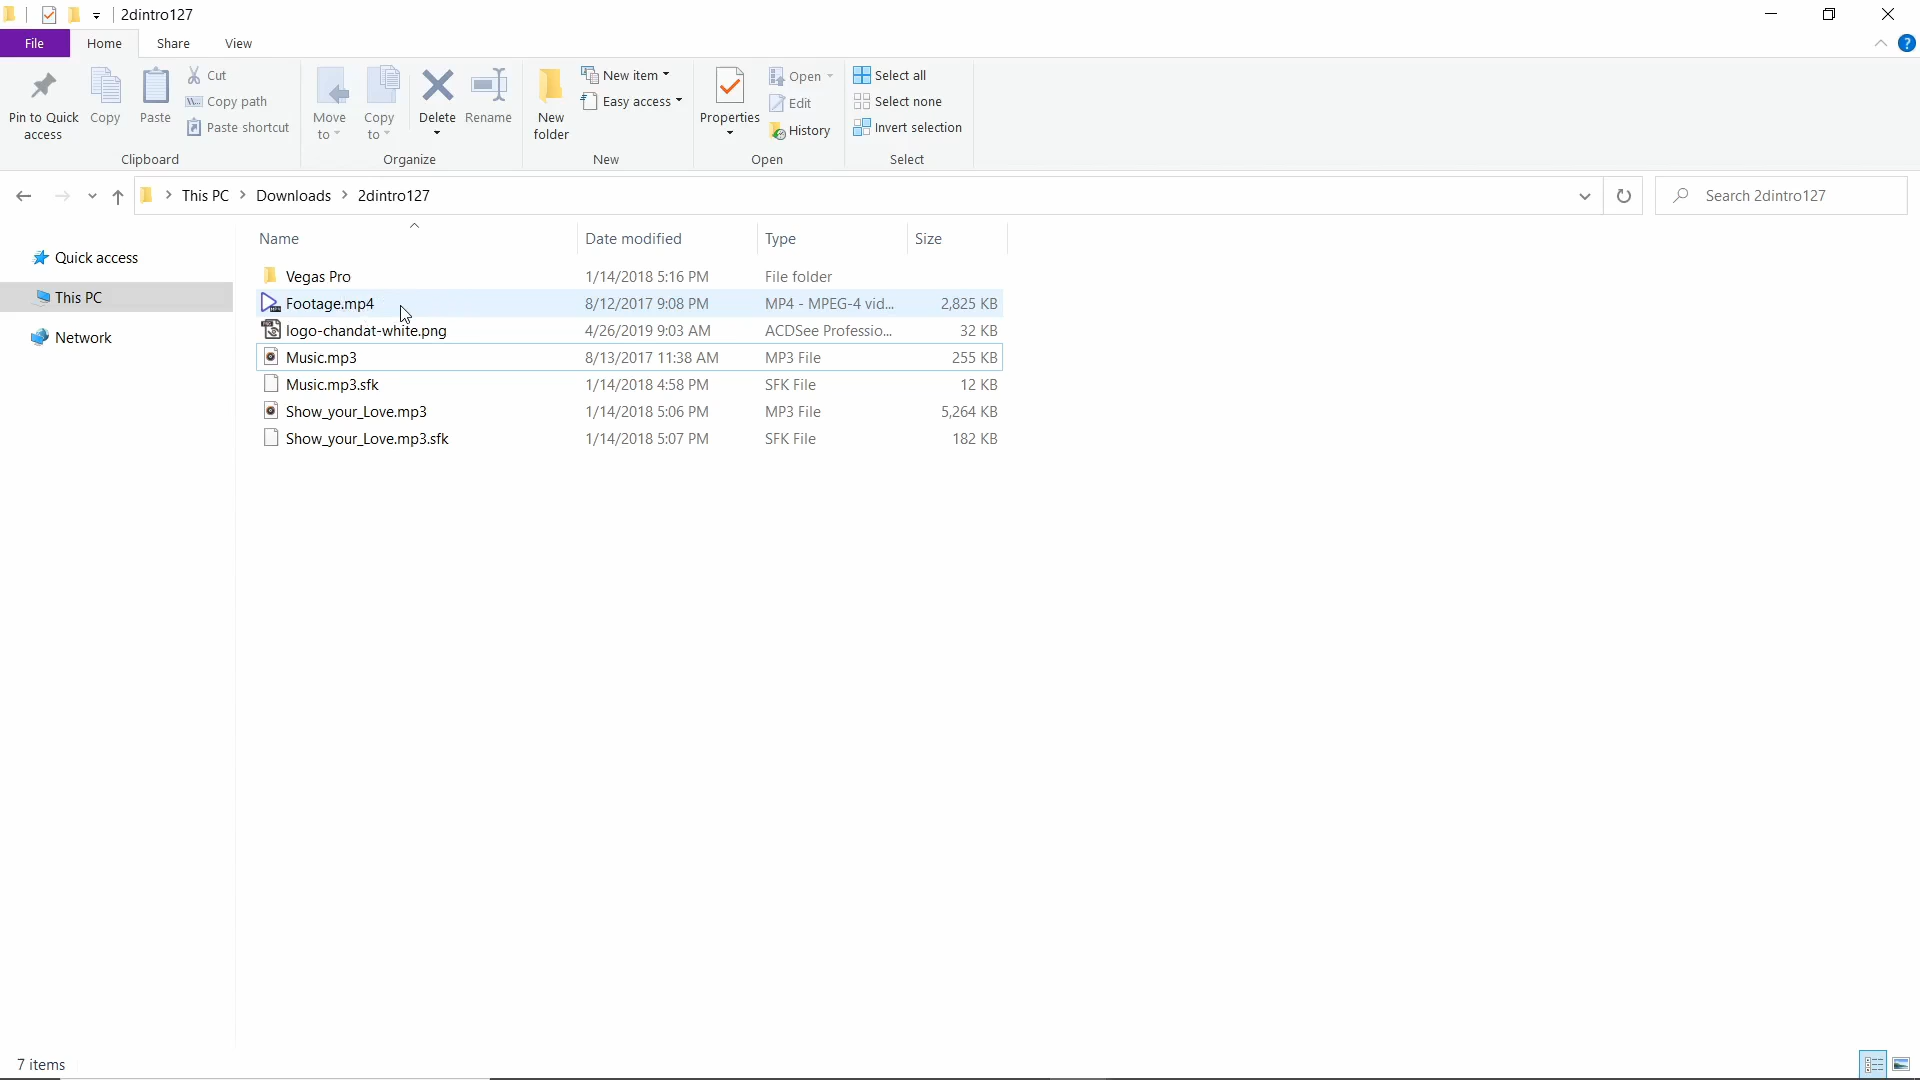 2dintro127
File Home Share View
Pin to Quick access
Copy
Paste
Cut
Copy path
Paste shortcut
Clipboard
Move to
Copy to
Delete
Rename
Organize
New folder
New item
Easy access
New
Properties
Open
Edit
History
Open
Select all
Select none
Invert selection
Select
This PC Downloads 2dintro127
Search 2dintro127
Quick access
This PC
Network
Name Date modified Type Size
Vegas Pro 1/14/2018 5:16 PM File folder
Footage.mp4 8/12/2017 9:08 PM MP4 - MPEG-4 vid... 2,825 KB
logo-chandat-white.png 4/26/2019 9:03 AM ACDSee Professio... 32 KB
Music.mp3 8/13/2017 11:38 AM MP3 File 255 KB
Music.mp3.sfk 1/14/2018 4:58 PM SFK File 12 KB
Show_your_Love.mp3 1/14/2018 5:06 PM MP3 File 5,264 KB
Show_your_Love.mp3.sfk 1/14/2018 5:07 PM SFK File 182 KB
7 items